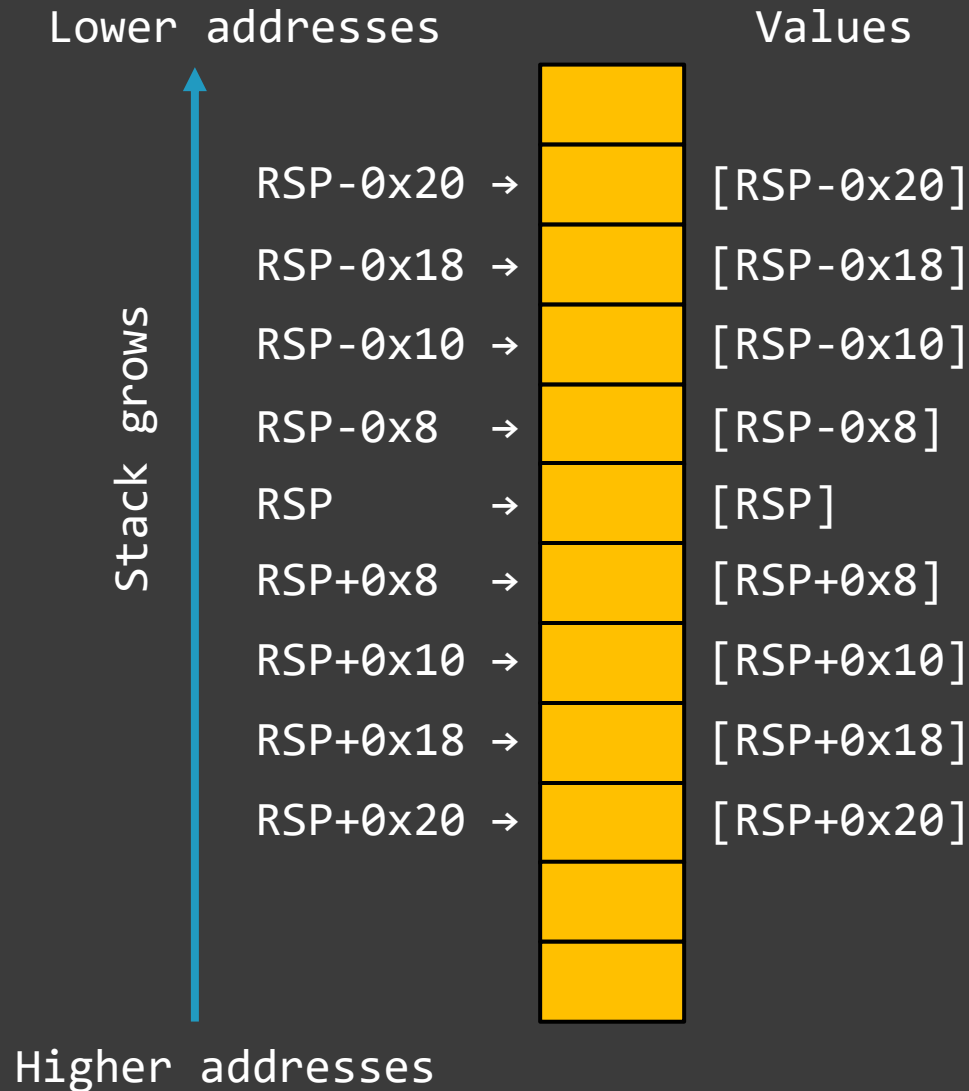 Lower addresses Values
RSP-0x20 → [RSP-0x20]
RSP-0x18 → [RSP-0x18]
RSP-0x10 → [RSP-0x10]
RSP-0x8 → [RSP-0x8]
RSP → [RSP]
RSP+0x8 → [RSP+0x8]
RSP+0x10 → [RSP+0x10]
RSP+0x18 → [RSP+0x18]
RSP+0x20 → [RSP+0x20]
Stack grows
Higher addresses